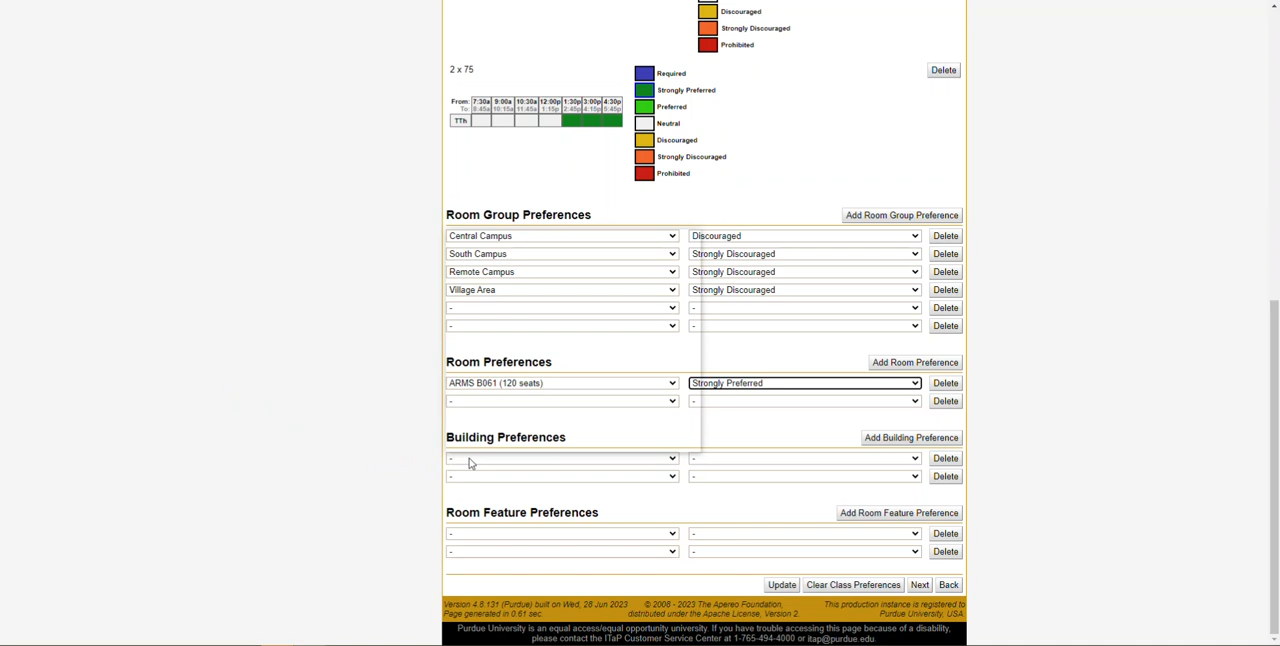 Discouraged
Strongly Discouraged
Prohibited
2 x 75
Delete
Required
Strongly Preferred
Preferred
Neutral
Discouraged
Strongly Discouraged
Prohibited
From: 7:30a 9:00a 10:30a 12:00p 1:30p 3:00p 4:30p
To: 8:45a 10:15a 11:45a 1:15p 2:45p 4:15p 5:45p
TTh
Room Group Preferences Add Room Group Preference
Central Campus Discouraged Delete
South Campus Strongly Discouraged Delete
Remote Campus Strongly Discouraged Delete
Village Area Strongly Discouraged Delete
- - Delete
- - Delete
Room Preferences Add Room Preference
ARMS B061 (120 seats) Strongly Preferred Delete
- - Delete
Building Preferences Add Building Preference
- - Delete
- - Delete
Room Feature Preferences Add Room Feature Preference
- - Delete
- - Delete
Update Clear Class Preferences Next Back
Version 4.8.131 (Purdue) built on Wed, 28 Jun 2023 © 2008 - 2023 The Apereo Foundation, This production instance is registered to
Page generated in 0.61 sec. distributed under the Apache License, Version 2. Purdue University, USA.
Purdue University is an equal access/equal opportunity university. If you have trouble accessing this page because of a disability,
please contact the ITaP Customer Service Center at 1-765-494-4000 or itap@purdue.edu.